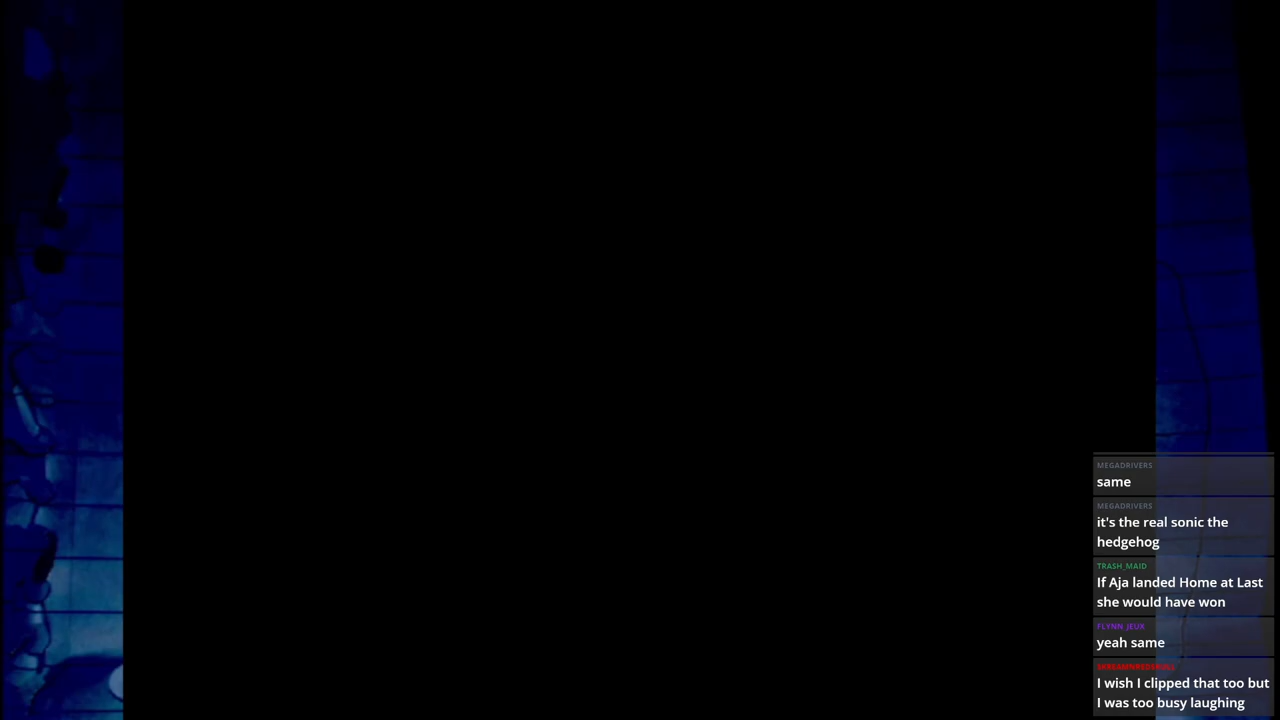 MEGADRIVERS
same
MEGADRIVERS
it's the real sonic the
hedgehog
TRASH_MAID
If Aja landed Home at Last
she would have won
FLYNN_JEUX
yeah same
I wish I clipped that too but
I was too busy laughing